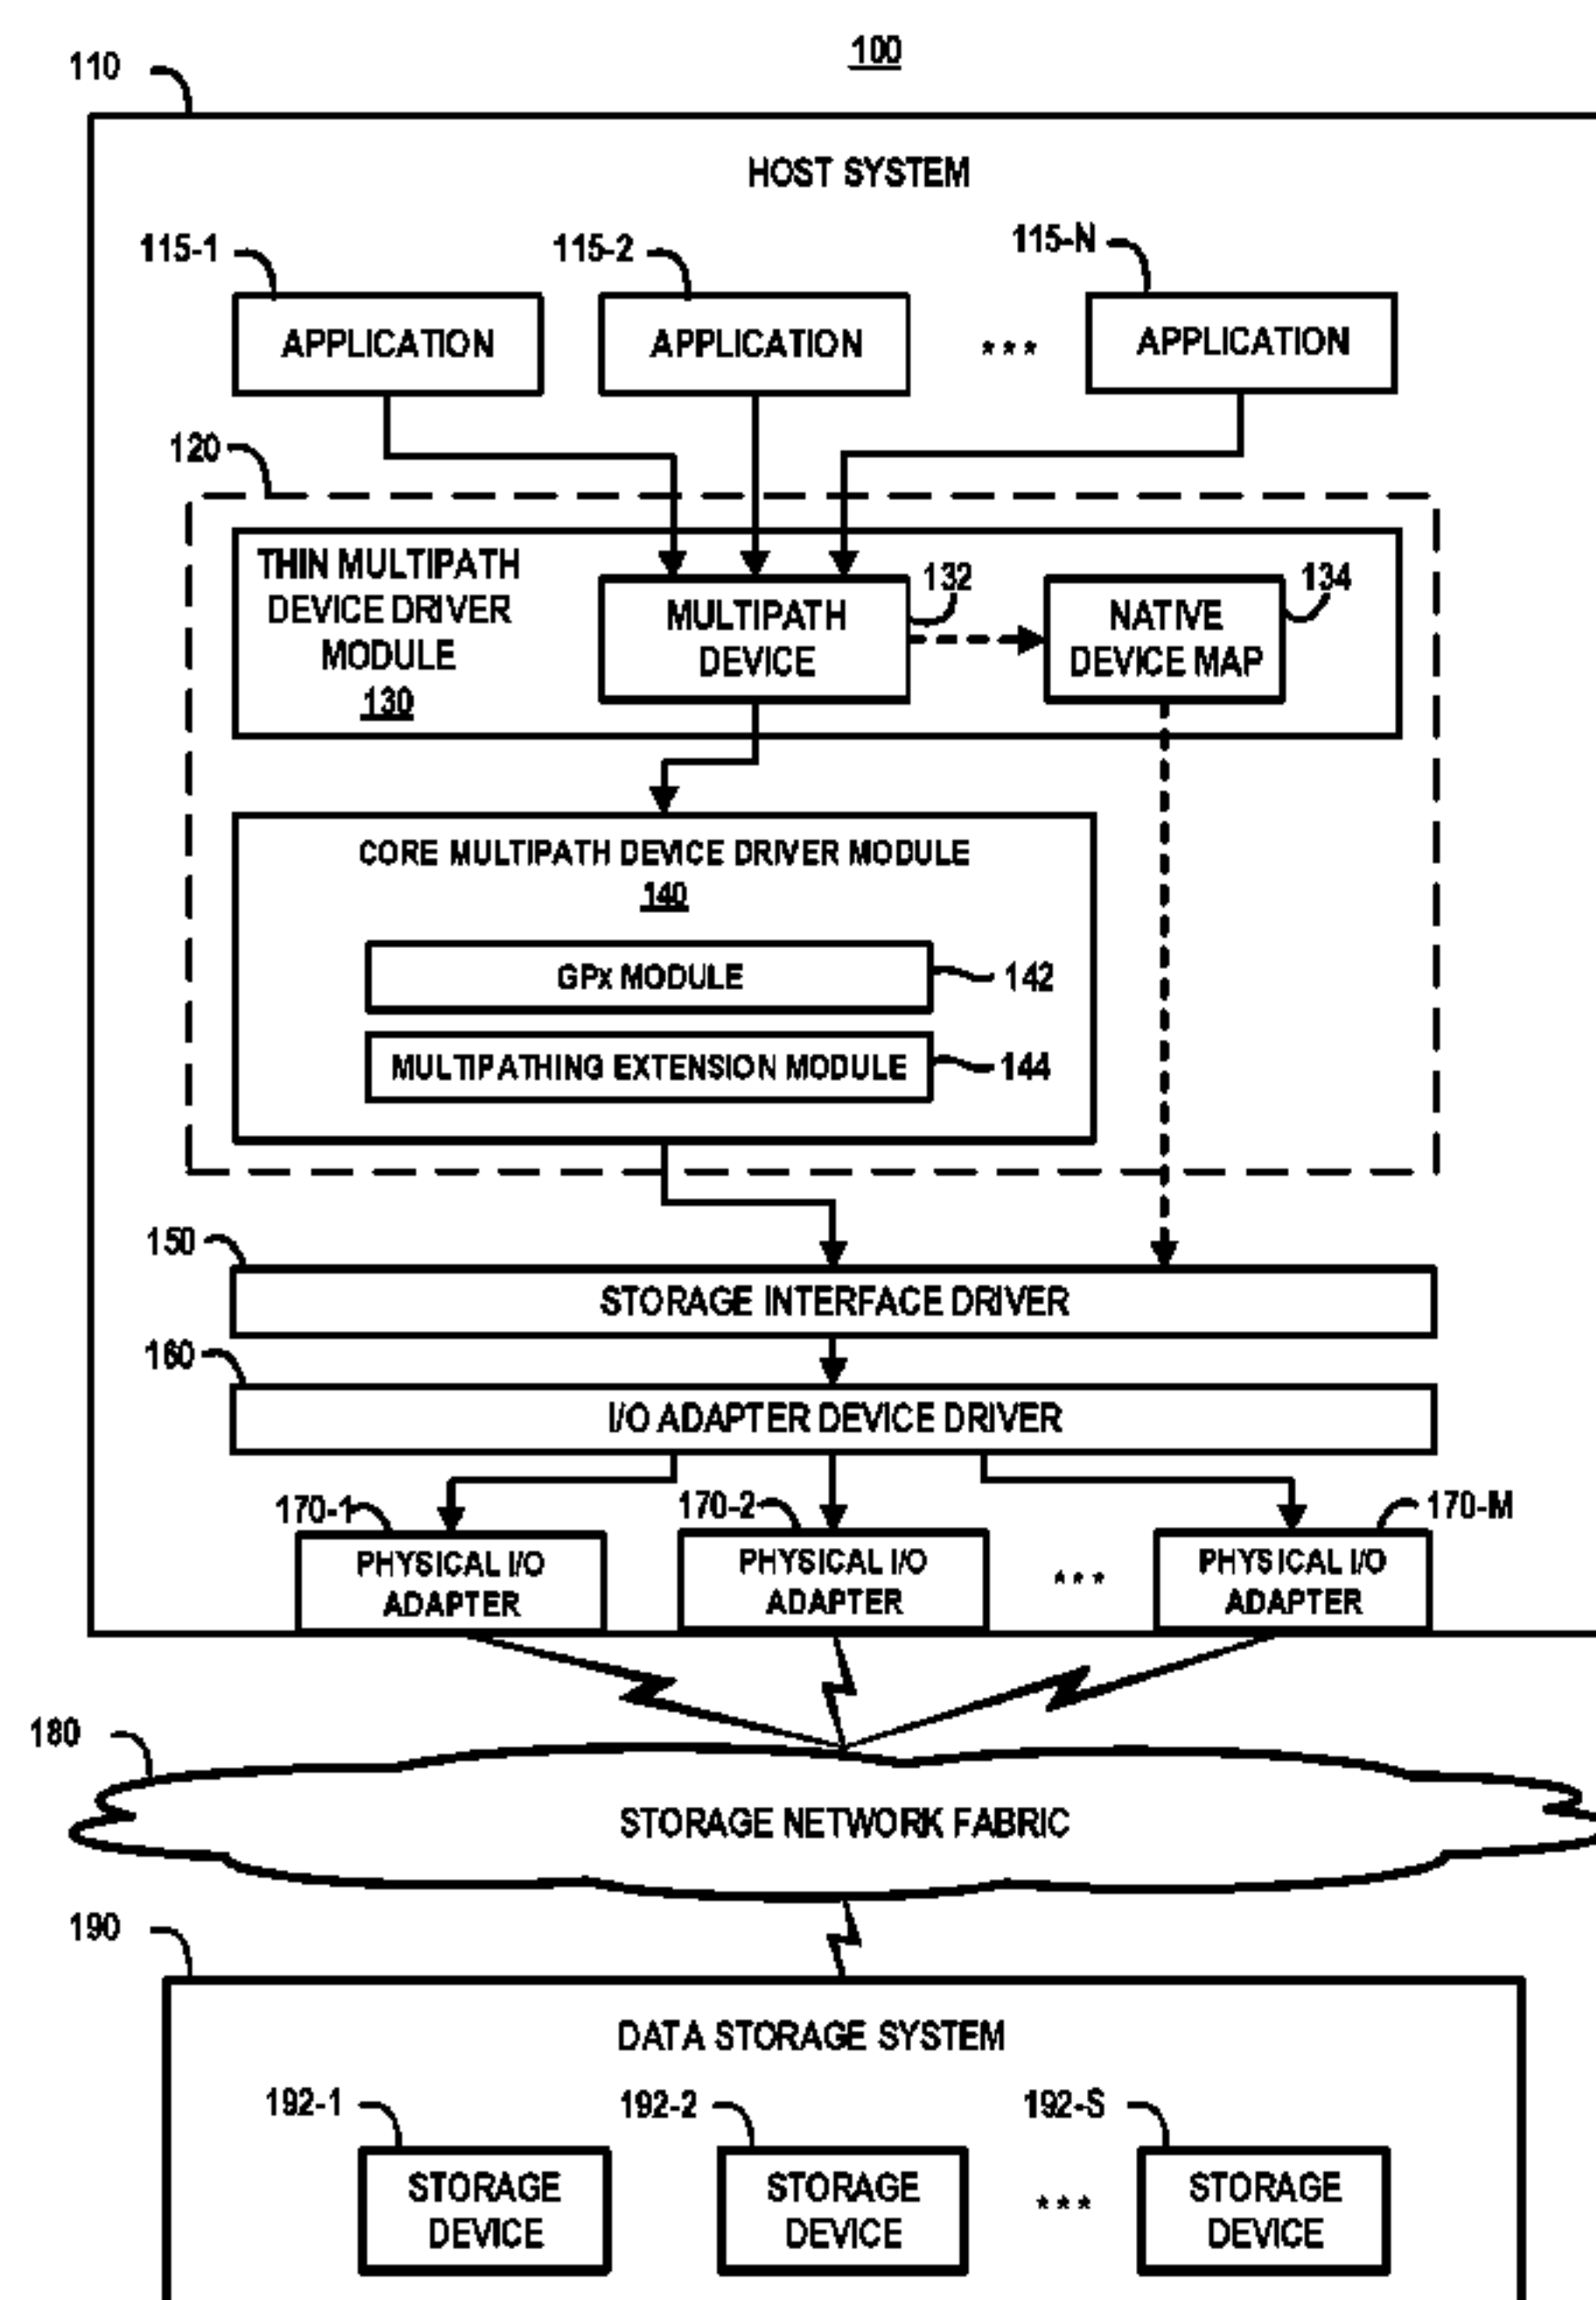 100
110
HOST SYSTEM
115-1
115-2
115-N
APPLICATION
APPLICATION
***
APPLICATION
120
THIN MULTIPATH
DEVICE DRIVER
MODULE
130
132
MULTIPATH
DEVICE
134
NATIVE
DEVICE MAP
CORE MULTIPATH DEVICE DRIVER MODULE
140
GPx MODULE
142
MULTIPATHING EXTENSION MODULE
144
150
STORAGE INTERFACE DRIVER
160
I/O ADAPTER DEVICE DRIVER
170-1
170-2
170-M
PHYSICAL I/O
ADAPTER
PHYSICAL I/O
ADAPTER
***
PHYSICAL I/O
ADAPTER
180
STORAGE NETWORK FABRIC
190
DATA STORAGE SYSTEM
192-1
192-2
192-S
STORAGE
DEVICE
STORAGE
DEVICE
***
STORAGE
DEVICE